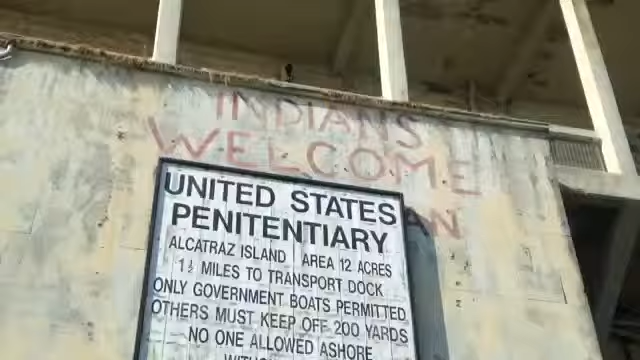 INDIANS
WELCOME
UNITED STATES
PENITENTIARY
ALCATRAZ ISLAND AREA 12 ACRES
1½ MILES TO TRANSPORT DOCK
ONLY GOVERNMENT BOATS PERMITTED
OTHERS MUST KEEP OFF 200 YARDS
NO ONE ALLOWED ASHORE